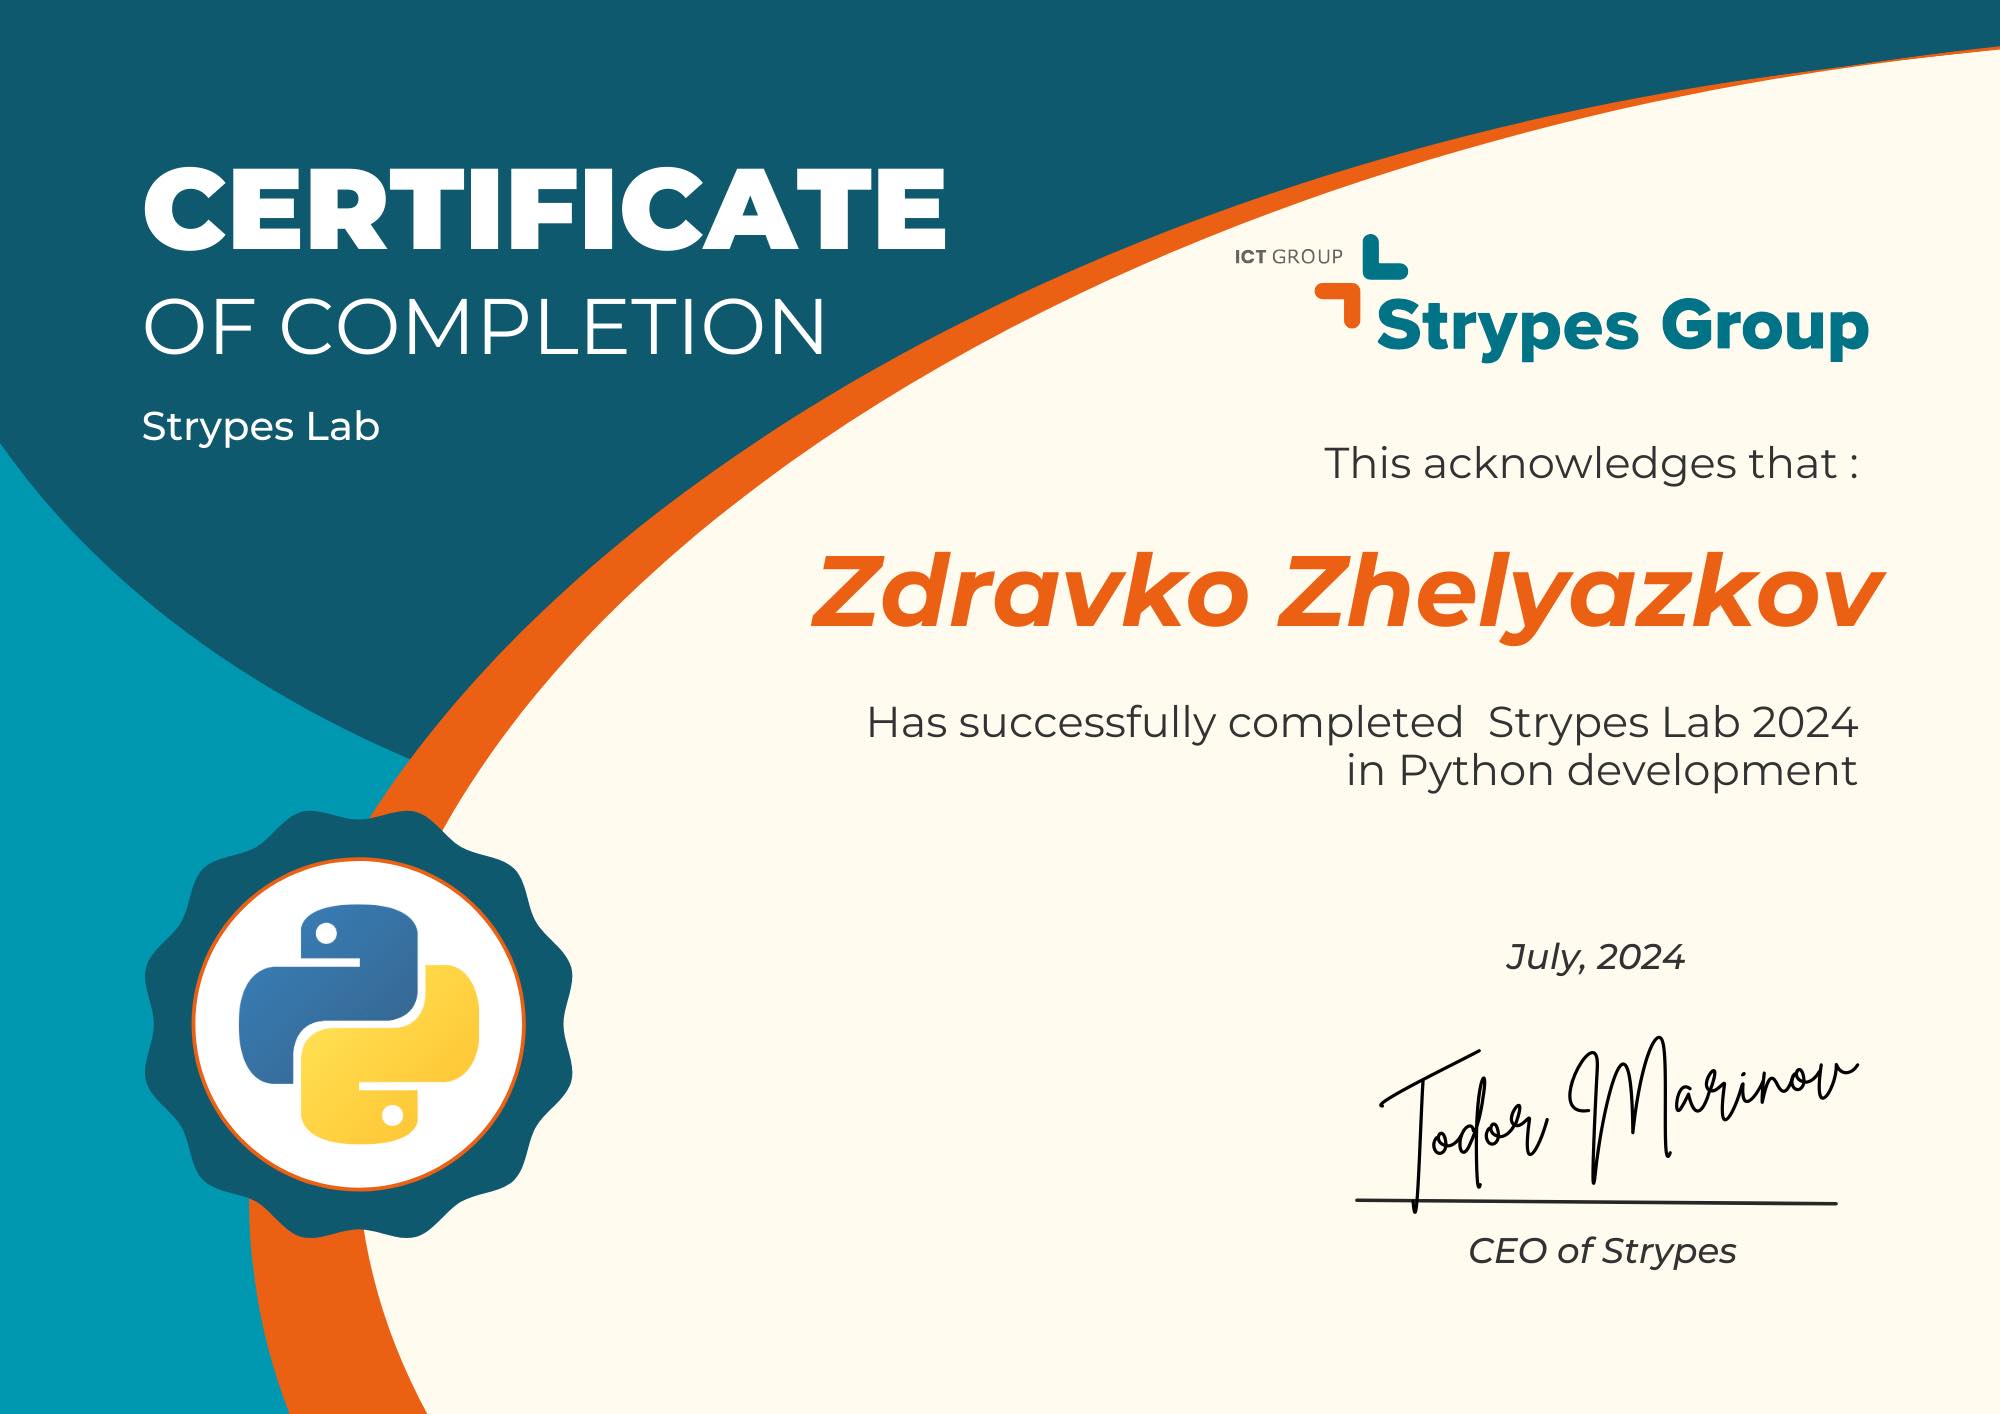 CERTIFICATE
OF COMPLETION
Strypes Lab
ICT GROUP
Strypes Group
This acknowledges that :
Zdravko Zhelyazkov
Has successfully completed  Strypes Lab 2024
in Python development
July, 2024
Todor Marinov
CEO of Strypes